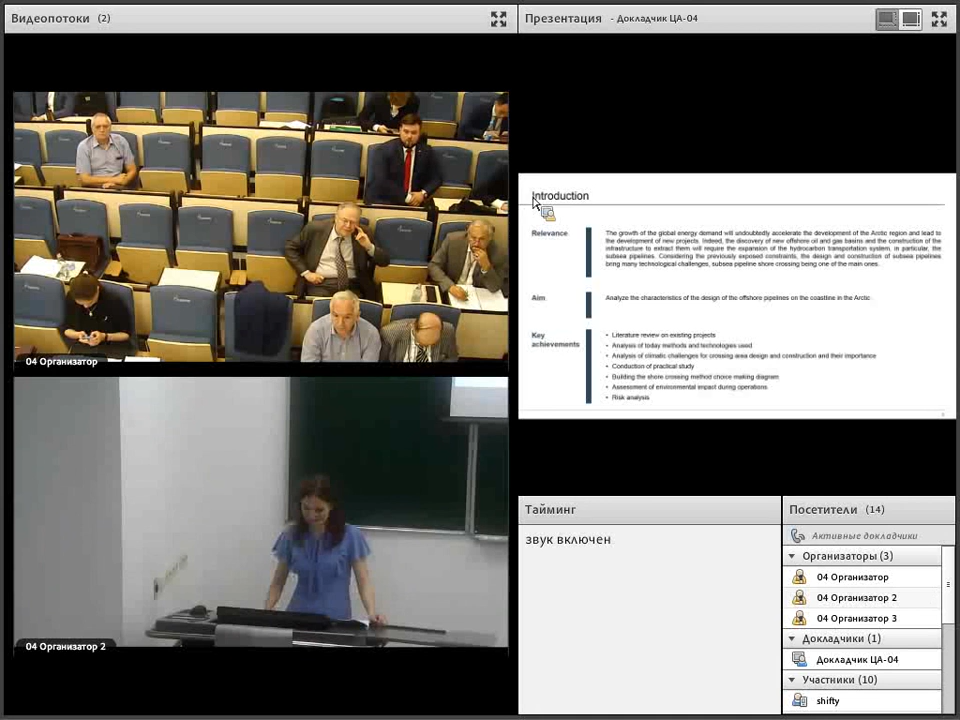 Видеопотоки (2)
Презентация - Докладчик ЦА-04
04 Организатор
04 Организатор 2
Introduction
Relevance
The growth of the global energy demand will undoubtedly accelerate the development of the Arctic region and lead to
the development of new projects. Indeed, the discovery of new offshore oil and gas basins and the construction of the
infrastructure to extract them will require the expansion of the hydrocarbon transportation system, in particular, the
subsea pipelines. Considering the previously exposed constraints, the design and construction of subsea pipelines
bring many technological challenges, subsea pipeline shore crossing being one of the main ones.
Aim
Analyze the characteristics of the design of the offshore pipelines on the coastline in the Arctic
Key
achievements
• Literature review on existing projects
• Analysis of today methods and technologies used
• Analysis of climatic challenges for crossing area design and construction and their importance
• Conduction of practical study
• Building the shore crossing method choice making diagram
• Assessment of environmental impact during operations
• Risk analysis
Тайминг
звук включен
Посетители (14)
Активные докладчики
Организаторы (3)
04 Организатор
04 Организатор 2
04 Организатор 3
Докладчики (1)
Докладчик ЦА-04
Участники (10)
shifty